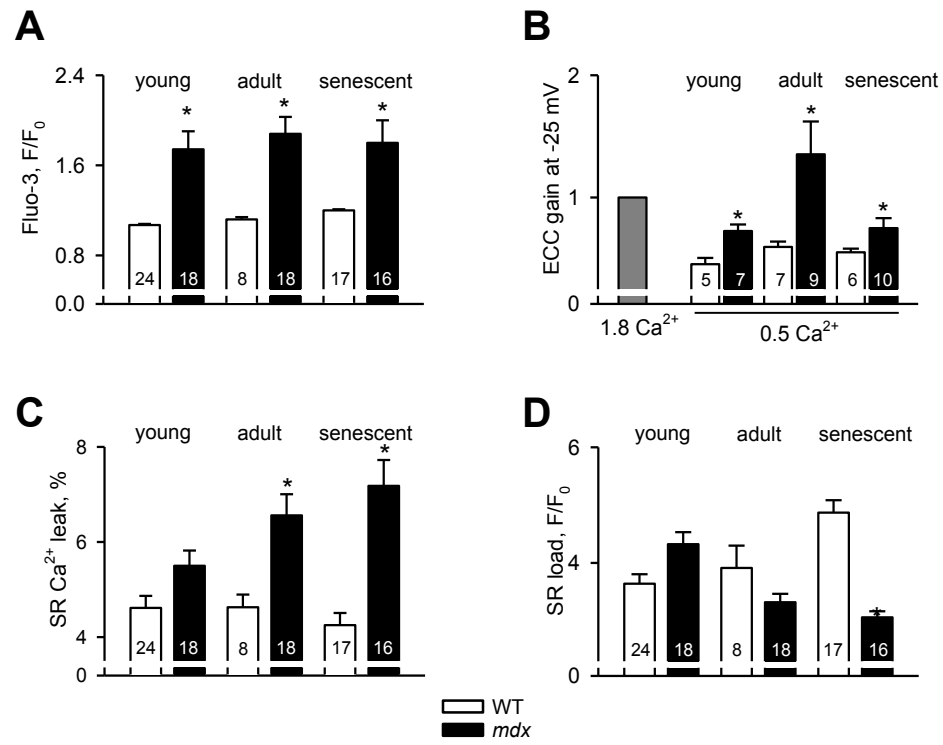 A
Fluo-3, F/F0
2.4
1.6
0.8
0.0
young adult senescent
* * *
24 18 8 18 17 16
B
ECC gain at -25 mV
2
1
0
young adult senescent
* * *
5 7 7 9 6 10
1.8 Ca2+ 0.5 Ca2+
C
SR Ca2+ leak, %
8
6
4
0
young adult senescent
* *
24 18 8 18 17 16
D
SR load, F/F0
6
4
0
young adult senescent
*
24 18 8 18 17 16
WT
mdx